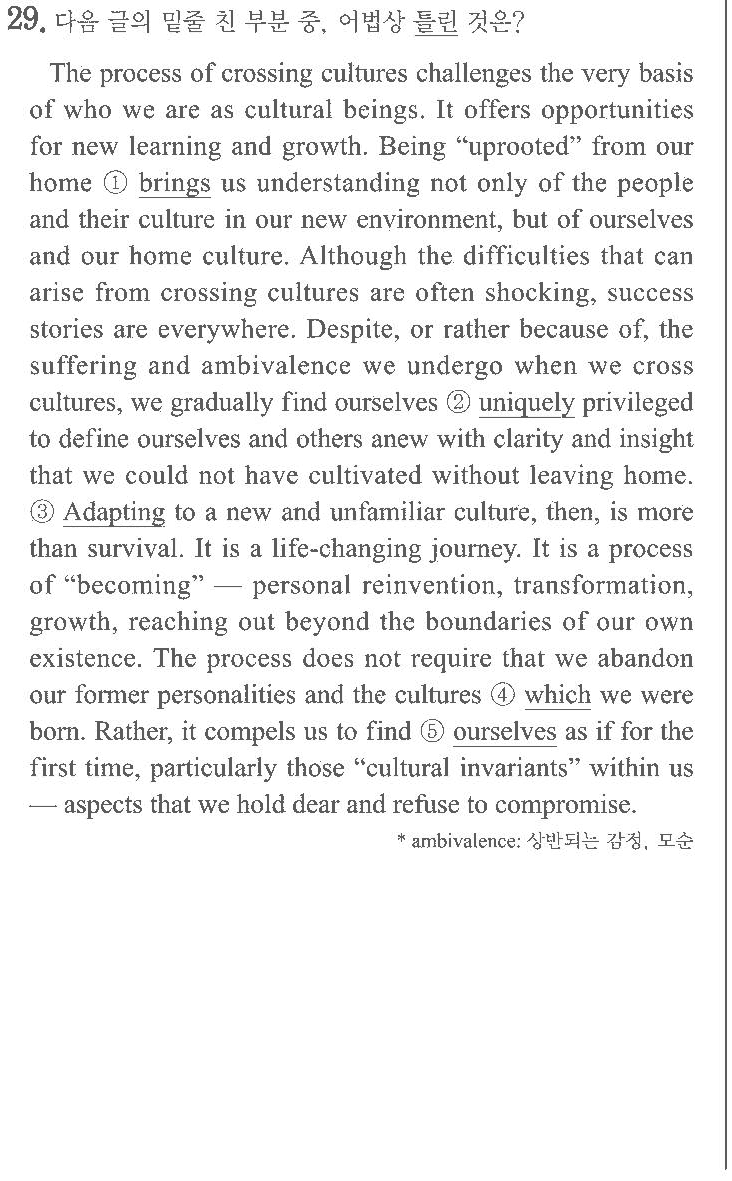 29. 다음 글의 밑줄 친 부분 중, 어법상 틀린 것은?
The process of crossing cultures challenges the very basis
of who we are as cultural beings. It offers opportunities
for new learning and growth. Being “uprooted” from our
home ① brings us understanding not only of the people
and their culture in our new environment, but of ourselves
and our home culture. Although the difficulties that can
arise from crossing cultures are often shocking, success
stories are everywhere. Despite, or rather because of, the
suffering and ambivalence we undergo when we cross
cultures, we gradually find ourselves ② uniquely privileged
to define ourselves and others anew with clarity and insight
that we could not have cultivated without leaving home.
③ Adapting to a new and unfamiliar culture, then, is more
than survival. It is a life-changing journey. It is a process
of “becoming” — personal reinvention, transformation,
growth, reaching out beyond the boundaries of our own
existence. The process does not require that we abandon
our former personalities and the cultures ④ which we were
born. Rather, it compels us to find ⑤ ourselves as if for the
first time, particularly those “cultural invariants” within us
— aspects that we hold dear and refuse to compromise.
* ambivalence: 상반되는 감정, 모순